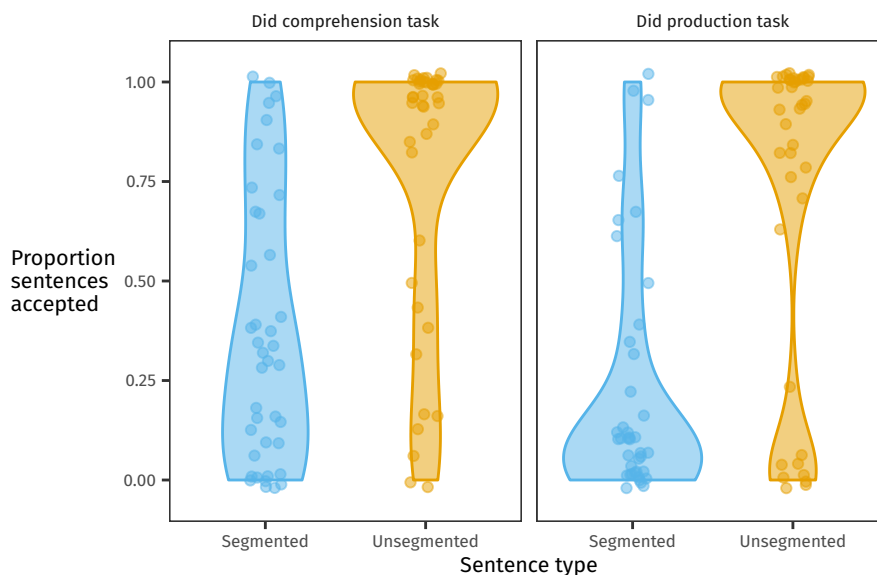 Did comprehension task
Did production task
1.00
0.75
0.50
0.25
0.00
Proportion
sentences
accepted
Segmented
Unsegmented
Segmented
Unsegmented
Sentence type